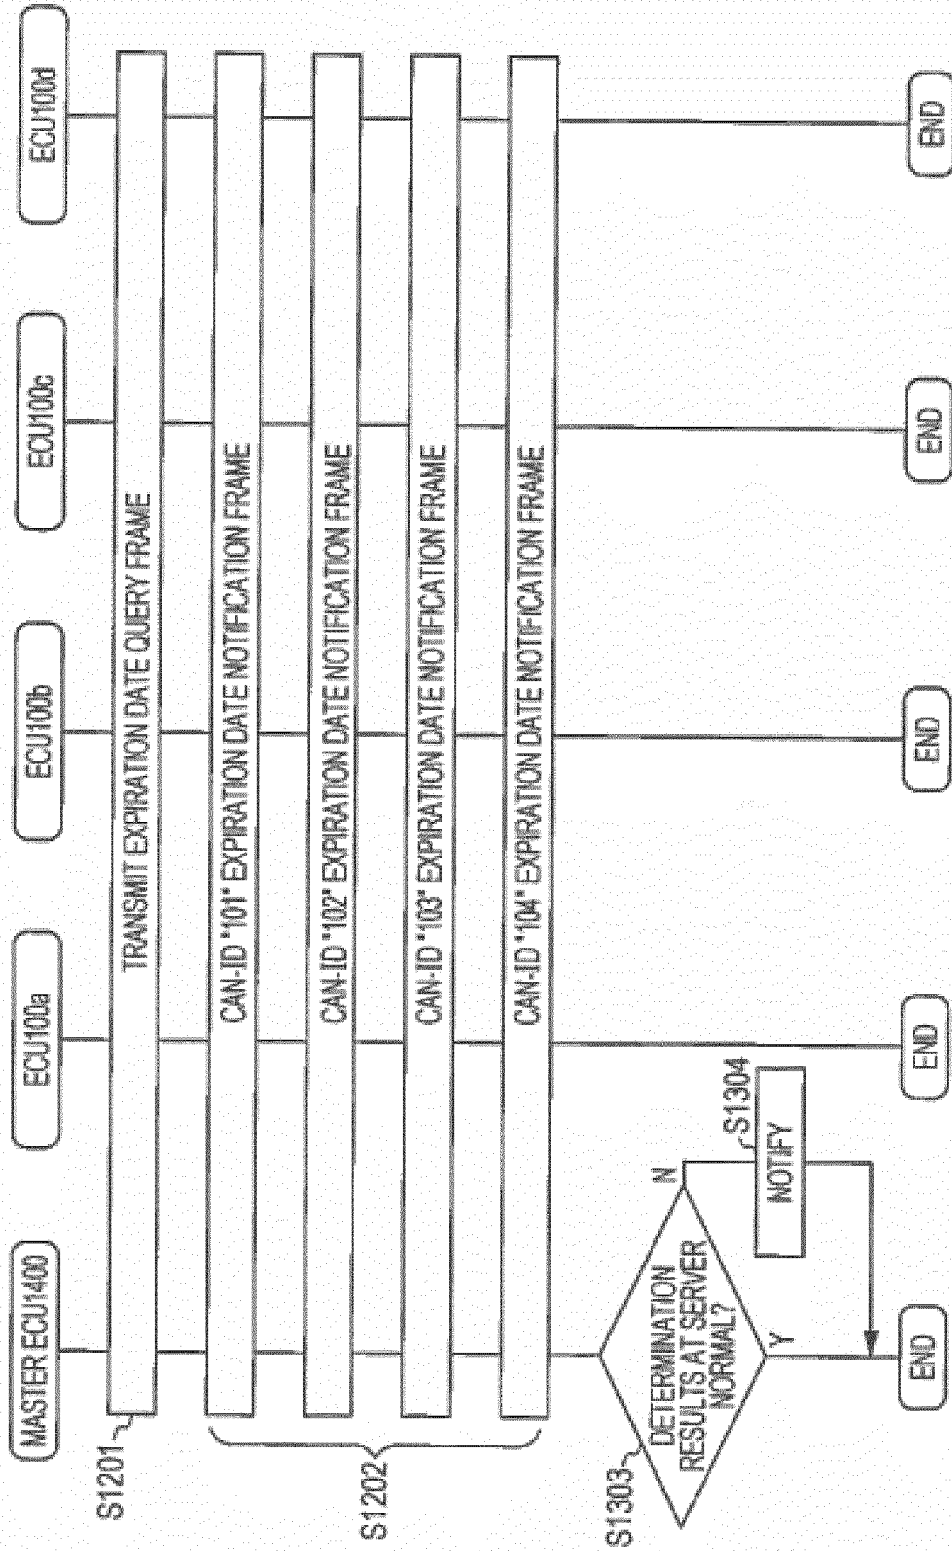 MASTER ECU1400
ECU100a
ECU100b
ECU100c
ECU100d
S1201
TRANSMIT EXPIRATION DATE QUERY FRAME
S1202
CAN-ID "101" EXPIRATION DATE NOTIFICATION FRAME
CAN-ID "102" EXPIRATION DATE NOTIFICATION FRAME
CAN-ID "103" EXPIRATION DATE NOTIFICATION FRAME
CAN-ID "104" EXPIRATION DATE NOTIFICATION FRAME
S1303
DETERMINATION
RESULTS AT SERVER
NORMAL?
N
S1304
NOTIFY
Y
END
END
END
END
END